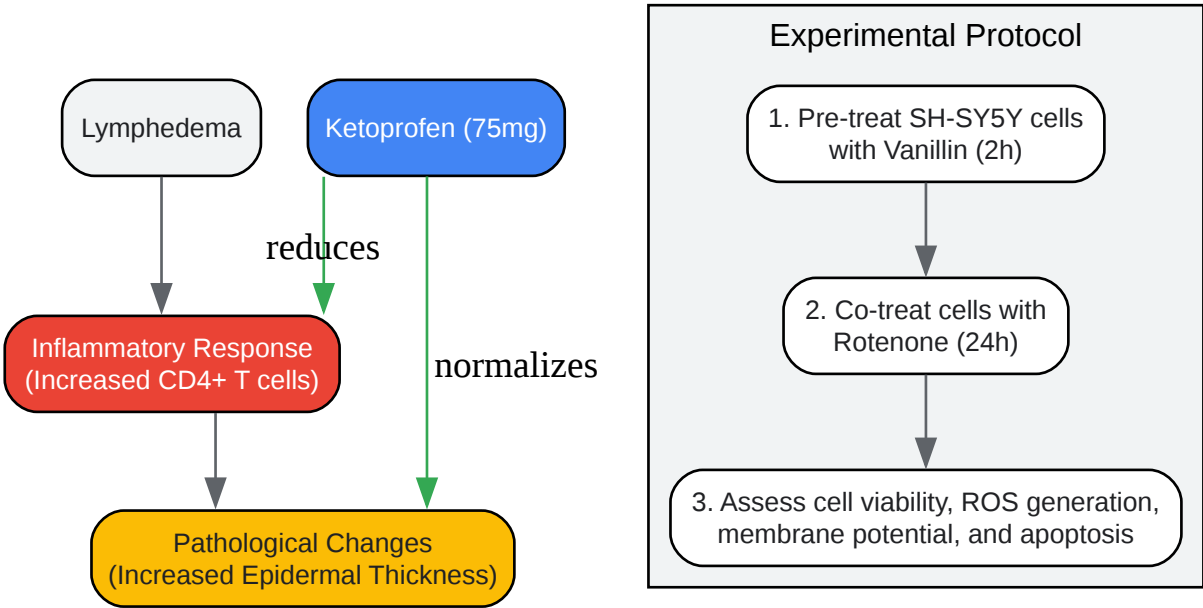 Lymphedema
Ketoprofen (75mg)
reduces
Inflammatory Response
(Increased CD4+ T cells)
normalizes
Pathological Changes
(Increased Epidermal Thickness)
Experimental Protocol
1. Pre-treat SH-SY5Y cells
with Vanillin (2h)
2. Co-treat cells with
Rotenone (24h)
3. Assess cell viability, ROS generation,
membrane potential, and apoptosis